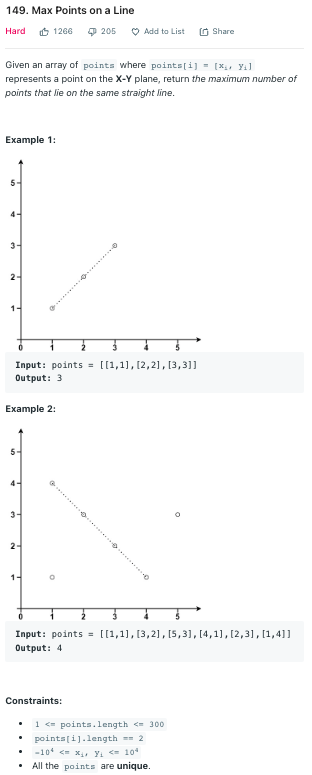 149. Max Points on a Line
Hard 1266 205 Add to List Share
Given an array of points where points[i] = [xi, yi]
represents a point on the X-Y plane, return the maximum number of
points that lie on the same straight line.
Example 1:
5
4
3
2
1
0 1 2 3 4 5
Input: points = [[1,1],[2,2],[3,3]]
Output: 3
Example 2:
5
4
3
2
1
0 1 2 3 4 5
Input: points = [[1,1],[3,2],[5,3],[4,1],[2,3],[1,4]]
Output: 4
Constraints:
• 1 <= points.length <= 300
• points[i].length == 2
• -10⁴ <= xi, yi <= 10⁴
• All the points are unique.